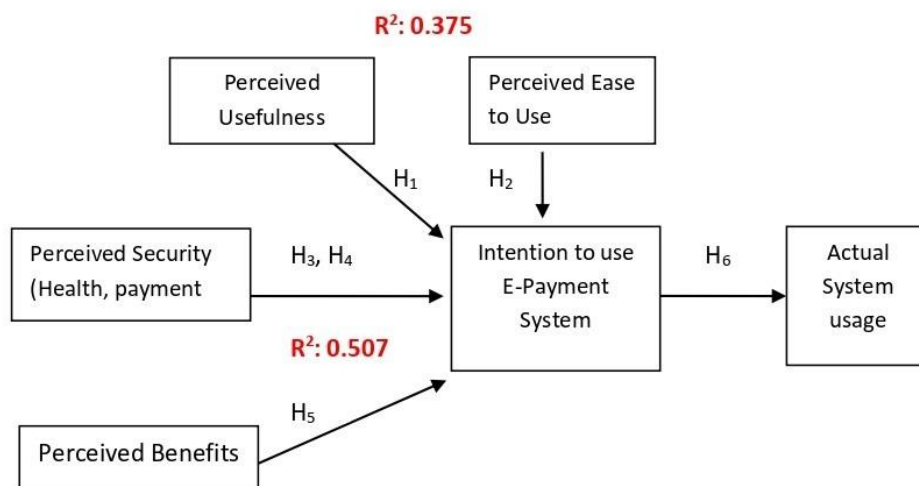 R²: 0.375
Perceived
Usefulness
Perceived Ease
to Use
H₁
H₂
Perceived Security
(Health, payment
H₃, H₄
Intention to use
E-Payment
System
H₆
Actual
System
usage
R²: 0.507
H₅
Perceived Benefits